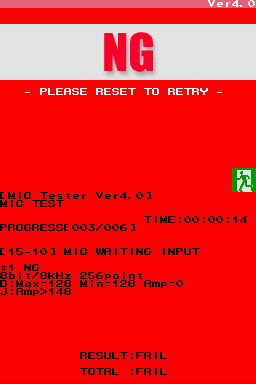 Ver4.0
NG
- PLEASE RESET TO RETRY -
[MIC Tester Ver4.0]
MIC TEST
TIME:00:00:14
PROGRESS[003/006]
[15-10] MIC WAITING INPUT
#1 NG
8bit/8kHz 256point
D:Max=128 Min=128 Amp=0
J:Amp>148
RESULT:FAIL
TOTAL :FAIL